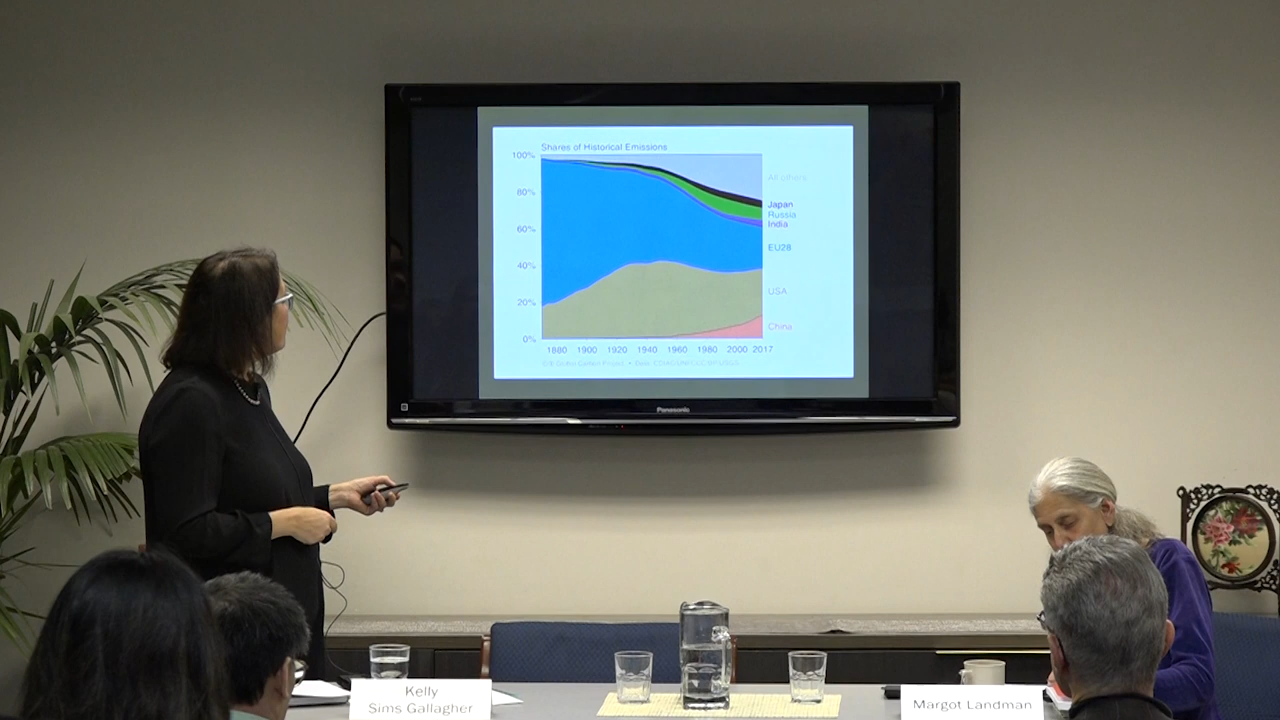 Shares of Historical Emissions
100%
80%
60%
40%
20%
0%
All others
Japan
Russia
India
EU28
USA
China
1880 1900 1920 1940 1960 1980 2000 2017
Panasonic
Kelly
Sims Gallagher
Margot Landman